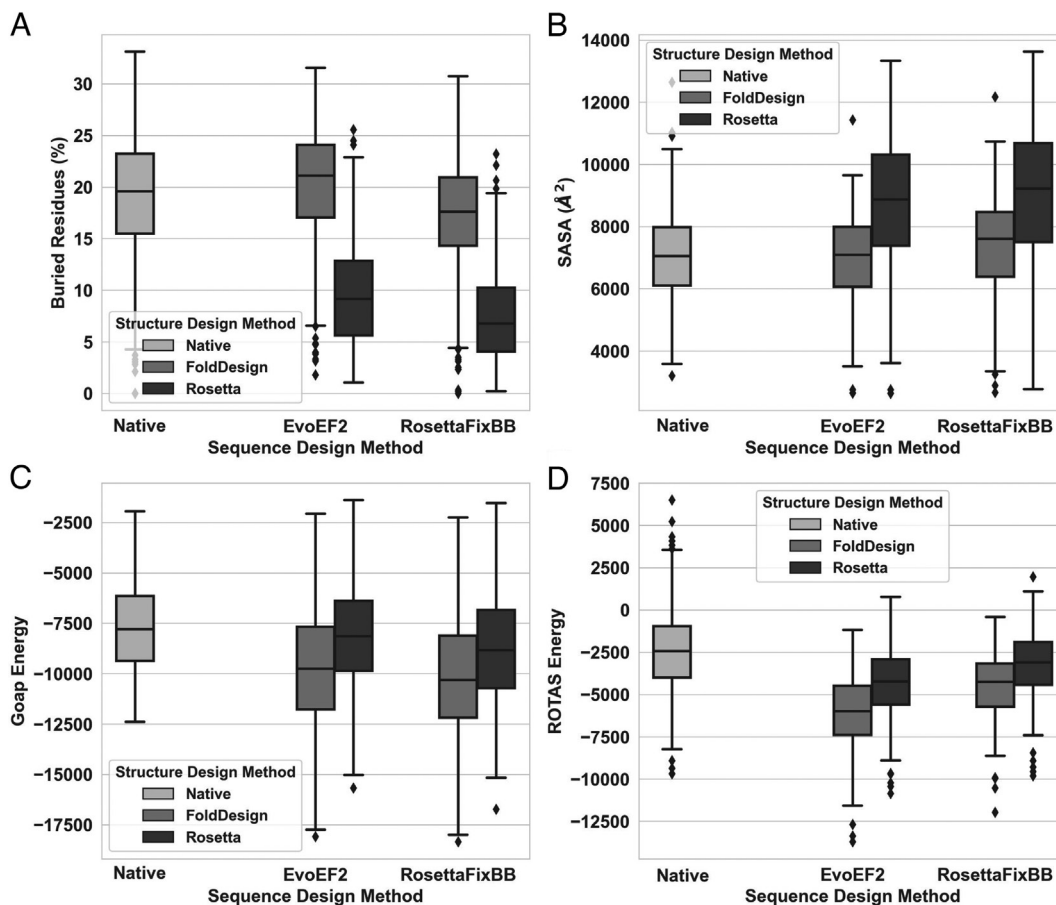 A
Buried Residues (%)
30
25
20
15
10
5
0
Structure Design Method
Native
FoldDesign
Rosetta
Native
EvoEF2
RosettaFixBB
Sequence Design Method
B
SASA (Å²)
14000
12000
10000
8000
6000
4000
Structure Design Method
Native
FoldDesign
Rosetta
Native
EvoEF2
RosettaFixBB
Sequence Design Method
C
Goap Energy
−2500
−5000
−7500
−10000
−12500
−15000
−17500
Structure Design Method
Native
FoldDesign
Rosetta
Native
EvoEF2
RosettaFixBB
Sequence Design Method
D
ROTAS Energy
7500
5000
2500
0
−2500
−5000
−7500
−10000
−12500
Structure Design Method
Native
FoldDesign
Rosetta
Native
EvoEF2
RosettaFixBB
Sequence Design Method